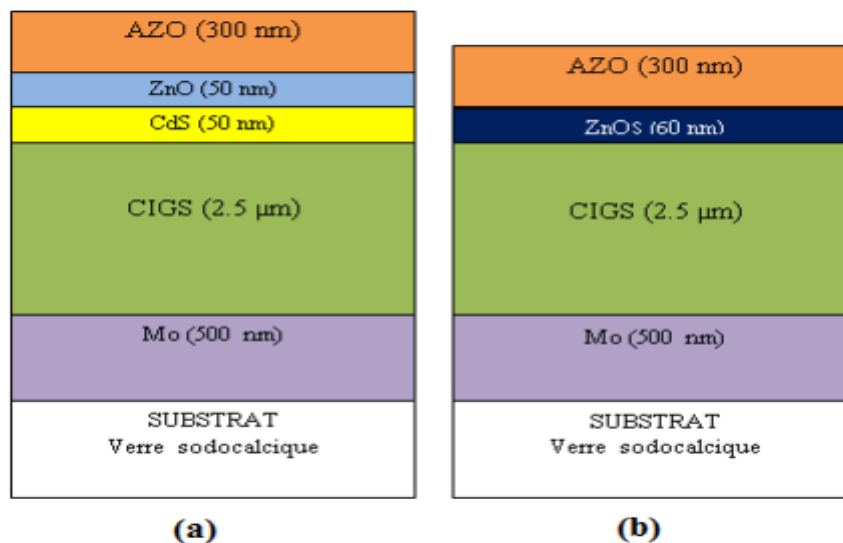 AZO (300 nm)
ZnO (50 nm)
CdS (50 nm)
CIGS (2.5 µm)
Mo (500 nm)
SUBSTRAT
Verre sodocalcique
(a)
AZO (300 nm)
ZnOS (60 nm)
CIGS (2.5 µm)
Mo (500 nm)
SUBSTRAT
Verre sodocalcique
(b)